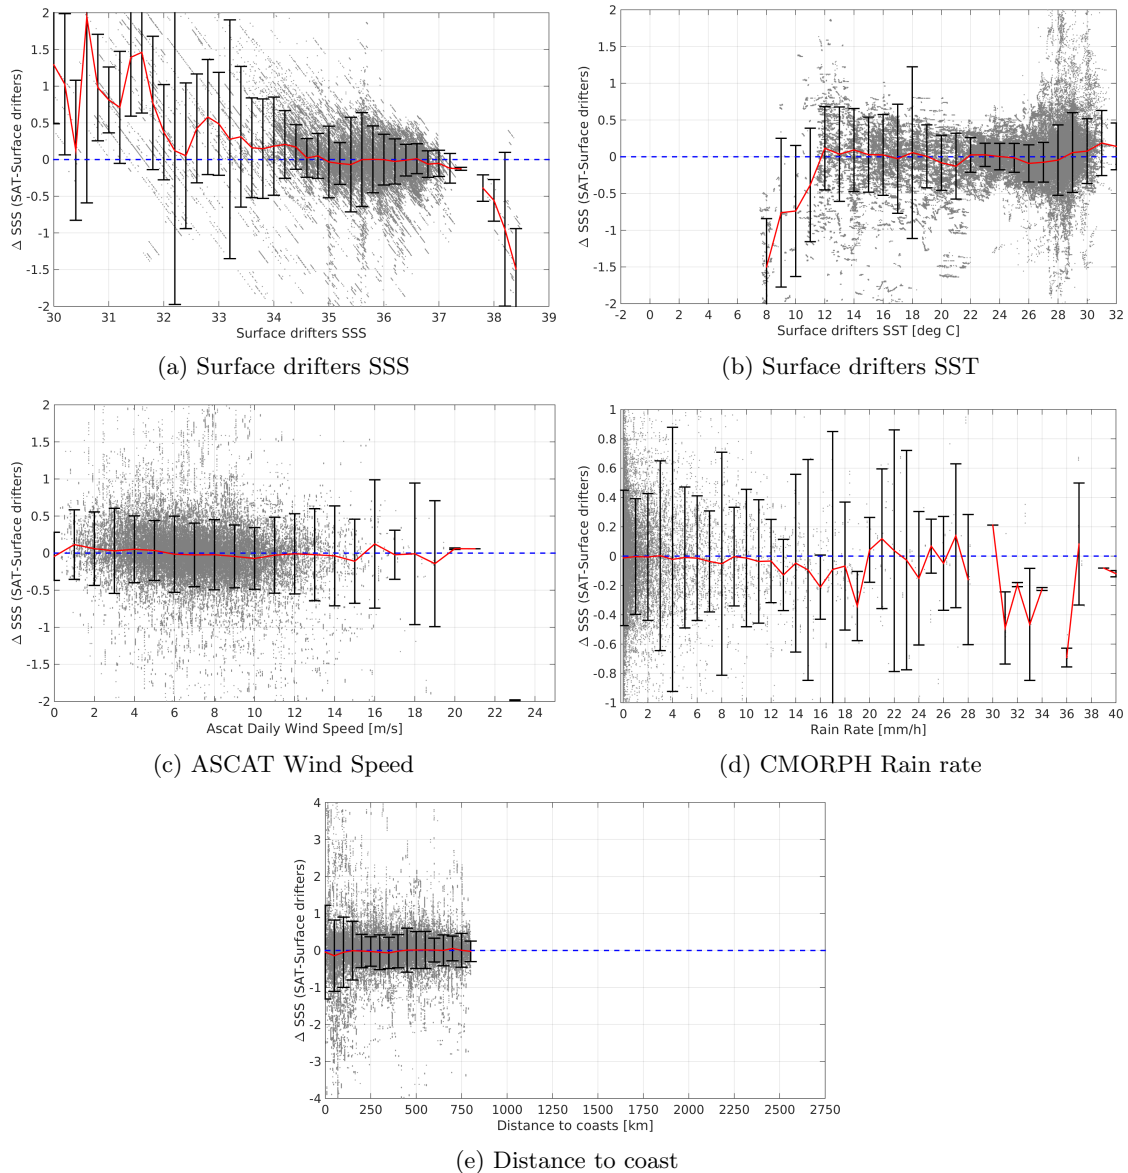 2
1.5
1
0.5
0
-0.5
-1
-1.5
-2
Δ SSS (SAT-Surface drifters)
30 31 32 33 34 35 36 37 38 39
Surface drifters SSS
(a) Surface drifters SSS
2
1.5
1
0.5
0
-0.5
-1
-1.5
-2
Δ SSS (SAT-Surface drifters)
-2 0 2 4 6 8 10 12 14 16 18 20 22 24 26 28 30 32
Surface drifters SST [deg C]
(b) Surface drifters SST
2
1.5
1
0.5
0
-0.5
-1
-1.5
-2
Δ SSS (SAT-Surface drifters)
0 2 4 6 8 10 12 14 16 18 20 22 24
Ascat Daily Wind Speed [m/s]
(c) ASCAT Wind Speed
1
0.8
0.6
0.4
0.2
0
-0.2
-0.4
-0.6
-0.8
-1
Δ SSS (SAT-Surface drifters)
0 2 4 6 8 10 12 14 16 18 20 22 24 26 28 30 32 34 36 38 40
Rain Rate [mm/h]
(d) CMORPH Rain rate
4
3
2
1
0
-1
-2
-3
-4
Δ SSS (SAT-Surface drifters)
0 250 500 750 1000 1250 1500 1750 2000 2250 2500 2750
Distance to coasts [km]
(e) Distance to coast